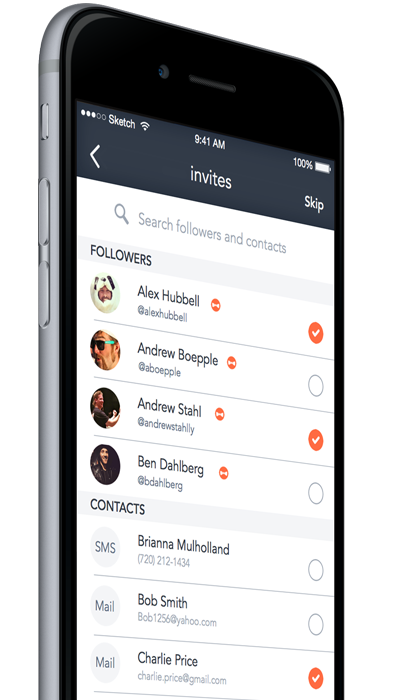 Sketch
9:41 AM
100%
invites
Skip
Search followers and contacts
FOLLOWERS
Alex Hubbell
@alexhubbell
Andrew Boepple
@aboepple
Andrew Stahl
@andrewstahlly
Ben Dahlberg
@bdahlberg
CONTACTS
SMS
Brianna Mulholland
(720) 212-1434
Mail
Bob Smith
Bob1256@yahoo.com
Mail
Charlie Price
charlie.price@gmail.com